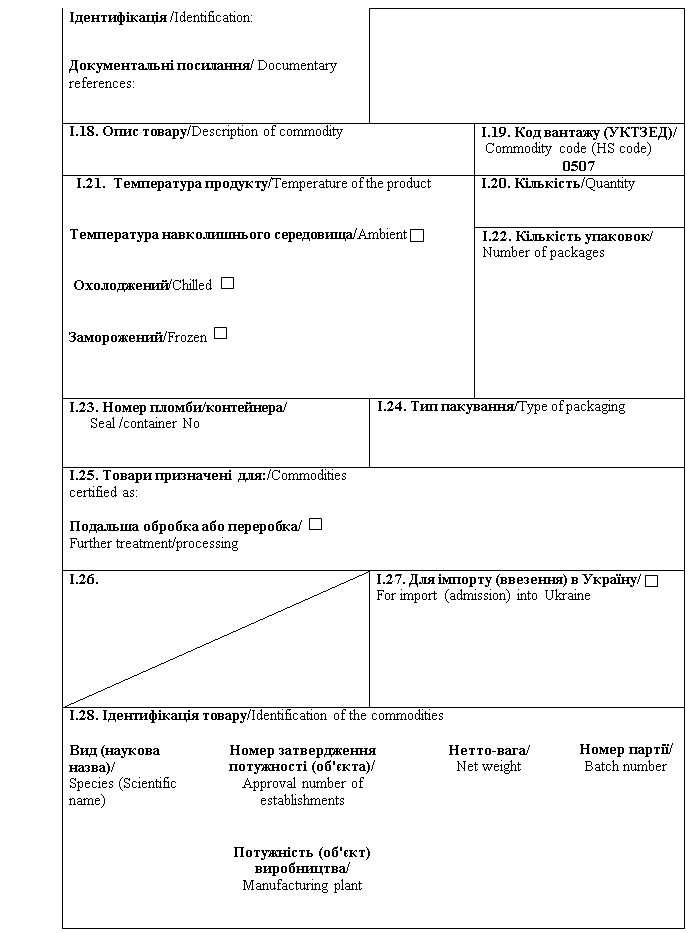 Ідентифікація /Identification:
Документальні посилання/ Documentary
references:
I.18. Опис товару/Description of commodity
I.19. Код вантажу (УКТЗЕД)/
Commodity code (HS code)
0507
I.21. Температура продукту/Temperature of the product
I.20. Кількість/Quantity
Температура навколишнього середовища/Ambient
I.22. Кількість упаковок/
Number of packages
Охолоджений/Chilled
Заморожений/Frozen
I.23. Номер пломби/контейнера/
Seal /container No
I.24. Тип пакування/Type of packaging
I.25. Товари призначені для:/Commodities
certified as:
Подальша обробка або переробка/
Further treatment/processing
I.26.
I.27. Для імпорту (ввезення) в Україну/
For import (admission) into Ukraine
I.28. Ідентифікація товару/Identification of the commodities
Вид (наукова
назва)/
Species (Scientific
name)
Номер затвердження
потужності (об'єкта)/
Approval number of
establishments
Нетто-вага/
Net weight
Номер партії/
Batch number
Потужність (об'єкт)
виробництва/
Manufacturing plant